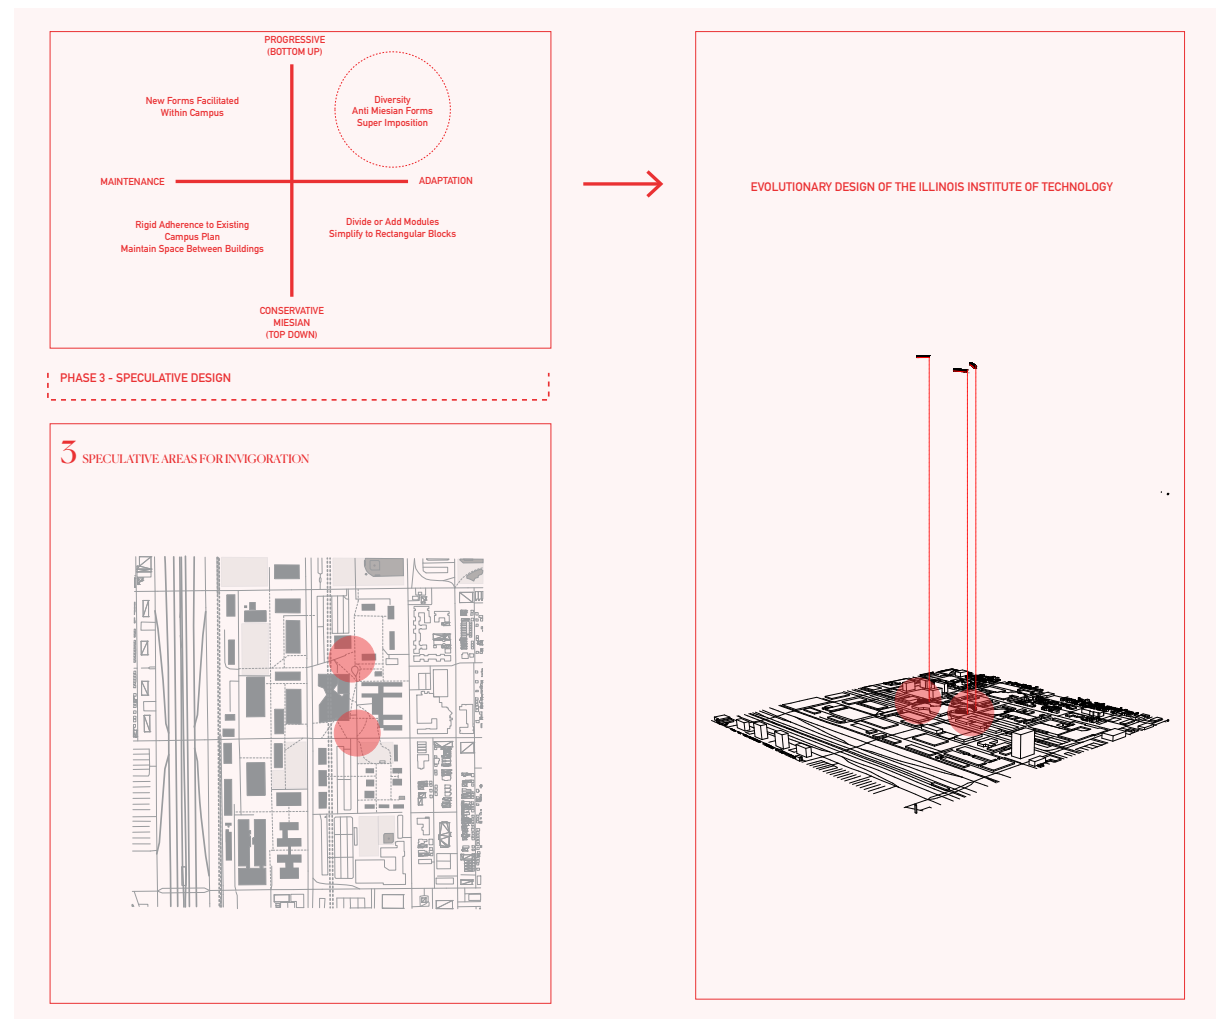 PROGRESSIVE
(BOTTOM UP)
New Forms Facilitated
Within Campus
Diversity
Anti Miesian Forms
Super Imposition
MAINTENANCE
ADAPTATION
Rigid Adherence to Existing
Campus Plan
Maintain Space Between Buildings
Divide or Add Modules
Simplify to Rectangular Blocks
CONSERVATIVE
MIESIAN
(TOP DOWN)
PHASE 3 - SPECULATIVE DESIGN
3 SPECULATIVE AREAS FOR INVIGORATION
EVOLUTIONARY DESIGN OF THE ILLINOIS INSTITUTE OF TECHNOLOGY